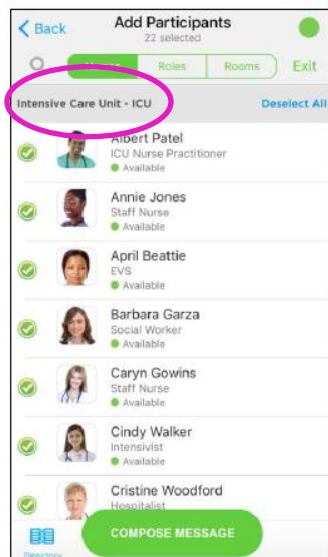 Back
Add Participants
22 selected
Roles
Rooms
Exit
Intensive Care Unit - ICU
Deselect All
Albert Patel
ICU Nurse Practitioner
Available
Annie Jones
Staff Nurse
Available
April Beattie
EVS
Available
Barbara Garza
Social Worker
Available
Caryn Gowins
Staff Nurse
Available
Cindy Walker
Intensivist
Available
Cristine Woodford
Hospitalist
COMPOSE MESSAGE
Directory